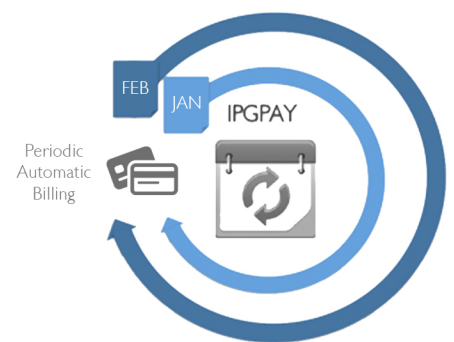 FEB
JAN
IPGPAY
Periodic
Automatic
Billing